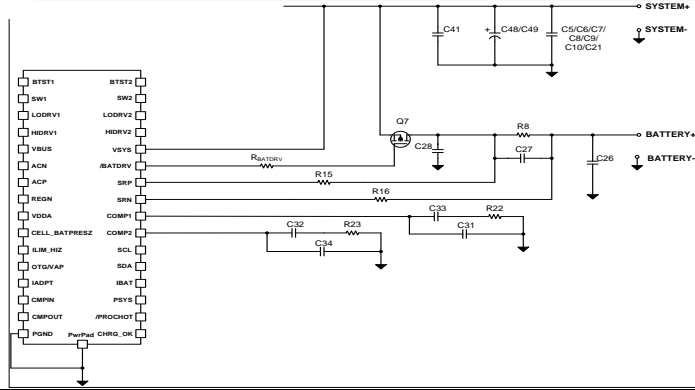 SYSTEM+
C41
C48/C49
C5/C6/C7/
C8/C9/
C10/C21
SYSTEM-
+
BTST1
BTST2
SW1
SW2
LODRV1
LODRV2
HIDRV1
HIDRV2
VBUS
VSYS
ACN
/BATDRV
ACP
SRP
REGN
SRN
VDDA
COMP1
CELL_BATPRESZ
COMP2
ILIM_HIZ
SCL
OTG/VAP
SDA
IADPT
IBAT
CMPIN
PSYS
CMPOUT
/PROCHOT
PGND
PwrPad
CHRG_OK
Q7
R8
BATTERY+
C28
C27
C26
BATTERY-
RBATDRV
R15
R16
C33
R22
C31
C32
R23
C34